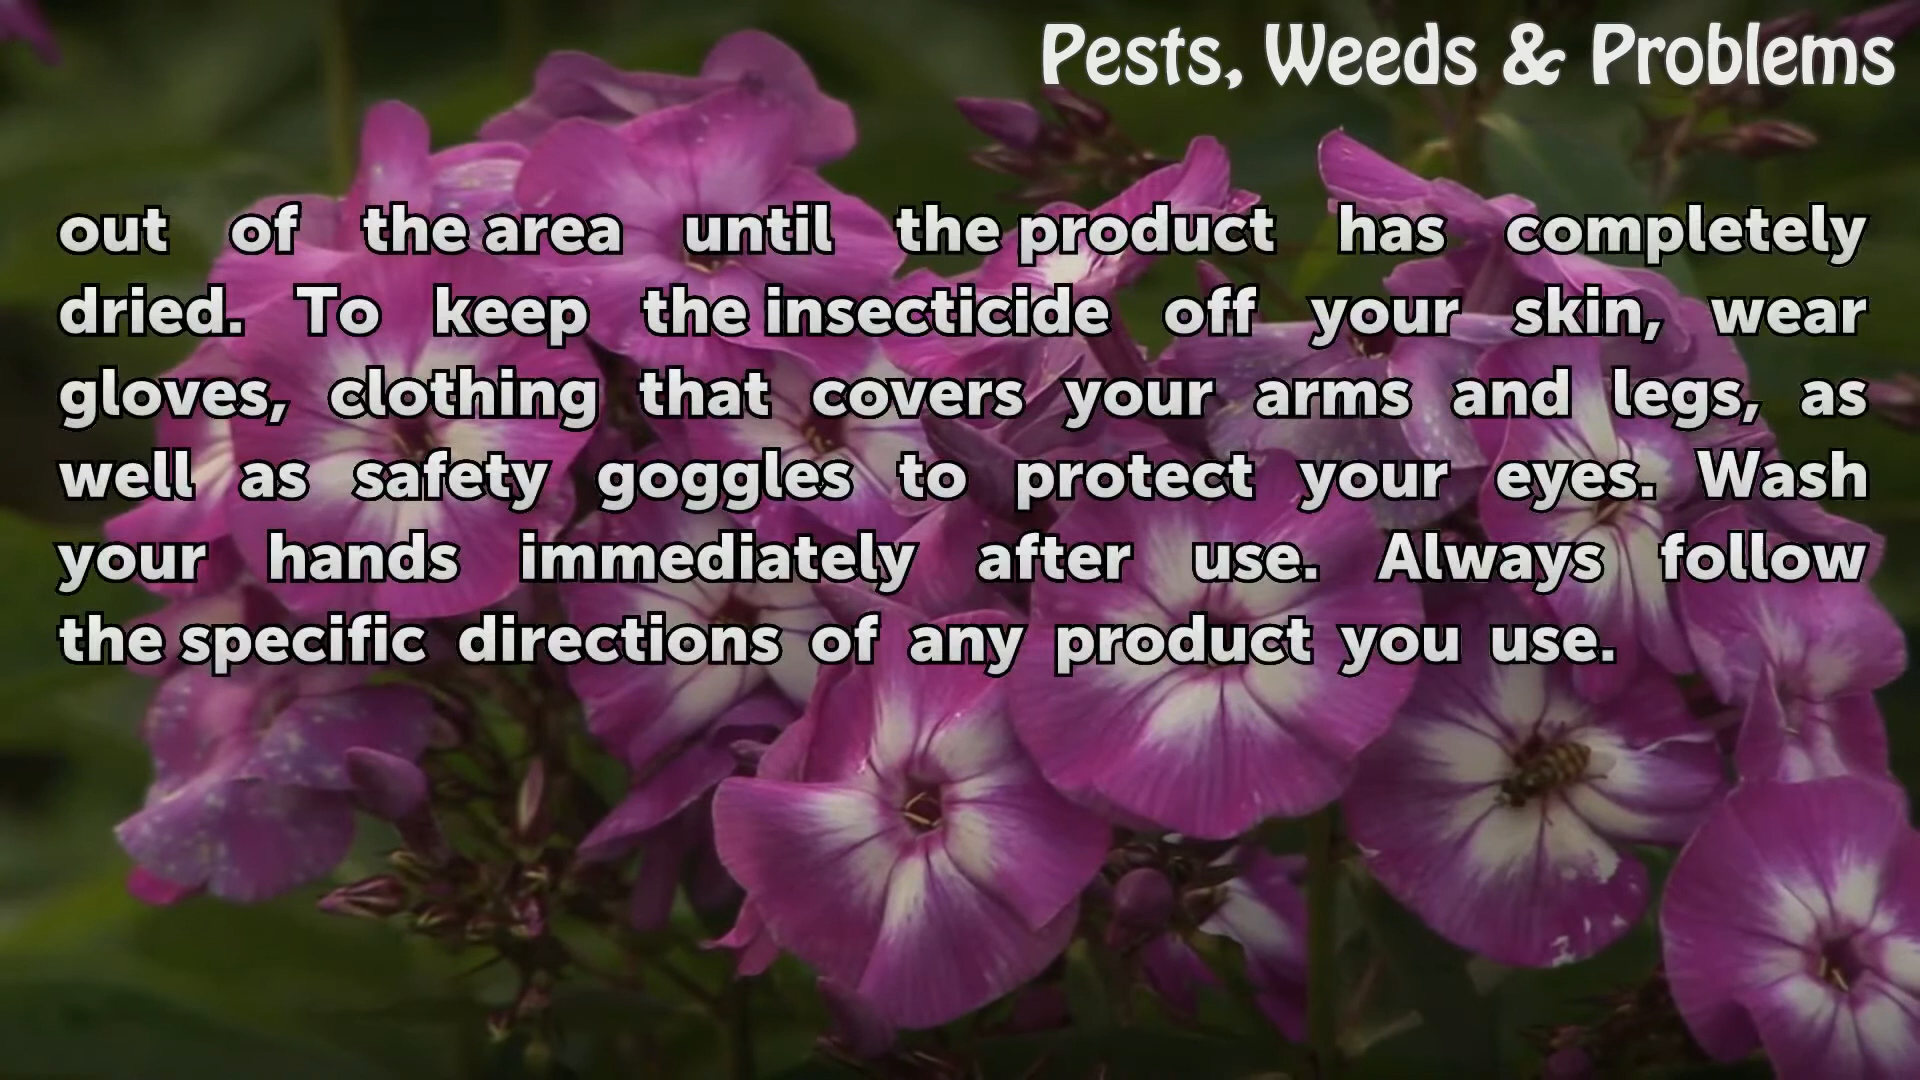 Pests, Weeds & Problems
out of the area until the product has completely
dried. To keep the insecticide off your skin, wear
gloves, clothing that covers your arms and legs, as
well as safety goggles to protect your eyes. Wash
your hands immediately after use. Always follow
the specific directions of any product you use.